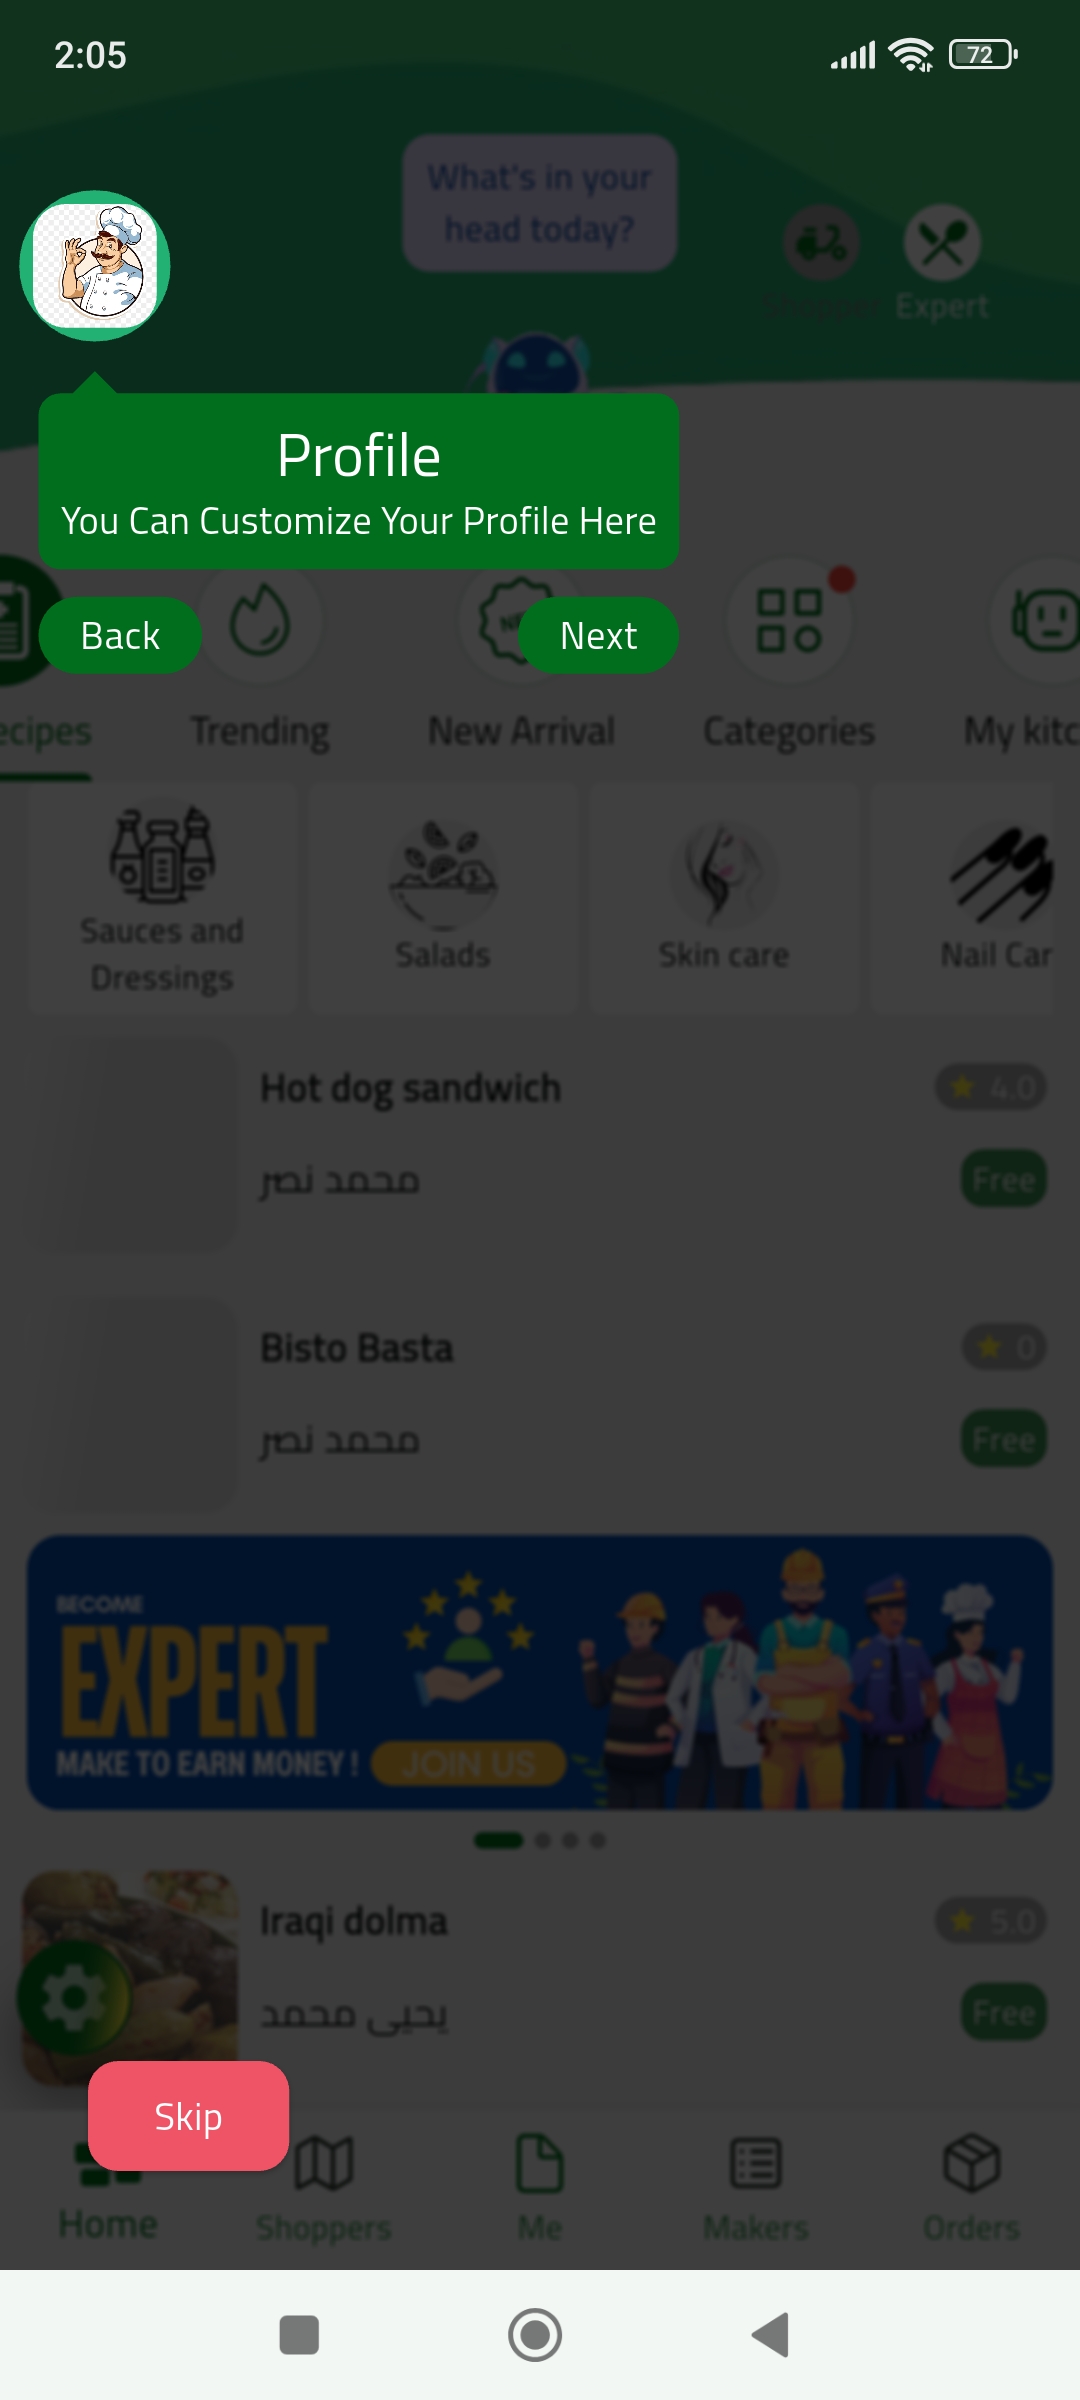 2:05
72
What's in your
head today?
Shopper
Expert
Profile
You Can Customize Your Profile Here
Back
Next
ecipes
Trending
New Arrival
Categories
My kitc
Sauces and
Dressings
Salads
Skin care
Nail Car
Hot dog sandwich
4.0
محمد نصر
Free
Bisto Basta
0
محمد نصر
Free
BECOME
EXPERT
MAKE TO EARN MONEY !
JOIN US
Iraqi dolma
5.0
يحيى محمد
Free
Skip
Home
Shoppers
Me
Makers
Orders